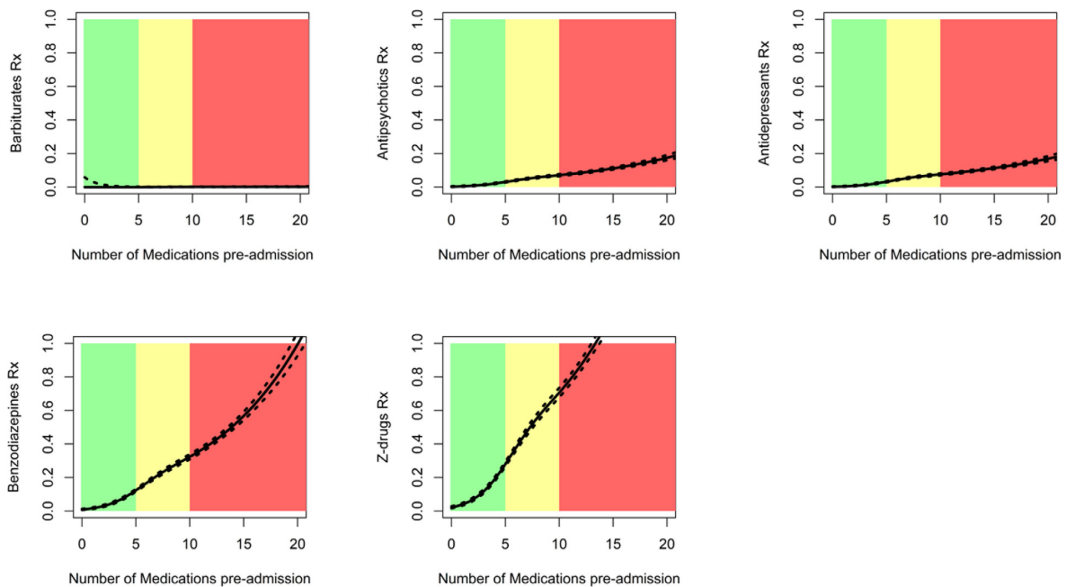 Barbiturates Rx
0.0 0.2 0.4 0.6 0.8 1.0
0 5 10 15 20
Number of Medications pre-admission
Antipsychotics Rx
0.0 0.2 0.4 0.6 0.8 1.0
0 5 10 15 20
Number of Medications pre-admission
Antidepressants Rx
0.0 0.2 0.4 0.6 0.8 1.0
0 5 10 15 20
Number of Medications pre-admission
Benzodiazepines Rx
0.0 0.2 0.4 0.6 0.8 1.0
0 5 10 15 20
Number of Medications pre-admission
Z-drugs Rx
0.0 0.2 0.4 0.6 0.8 1.0
0 5 10 15 20
Number of Medications pre-admission